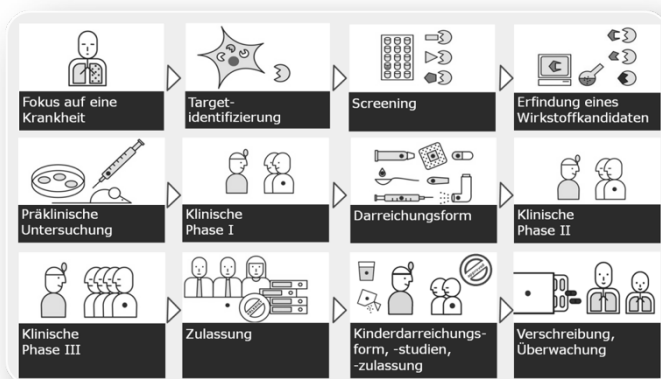 Fokus auf eine
Krankheit
Target-
identifizierung
Screening
Erfindung eines
Wirkstoffkandidaten
Präklinische
Untersuchung
Klinische
Phase I
Darreichungsform
Klinische
Phase II
Klinische
Phase III
Zulassung
Kinderdarreichungs-
form, -studien,
-zulassung
Verschreibung,
Überwachung